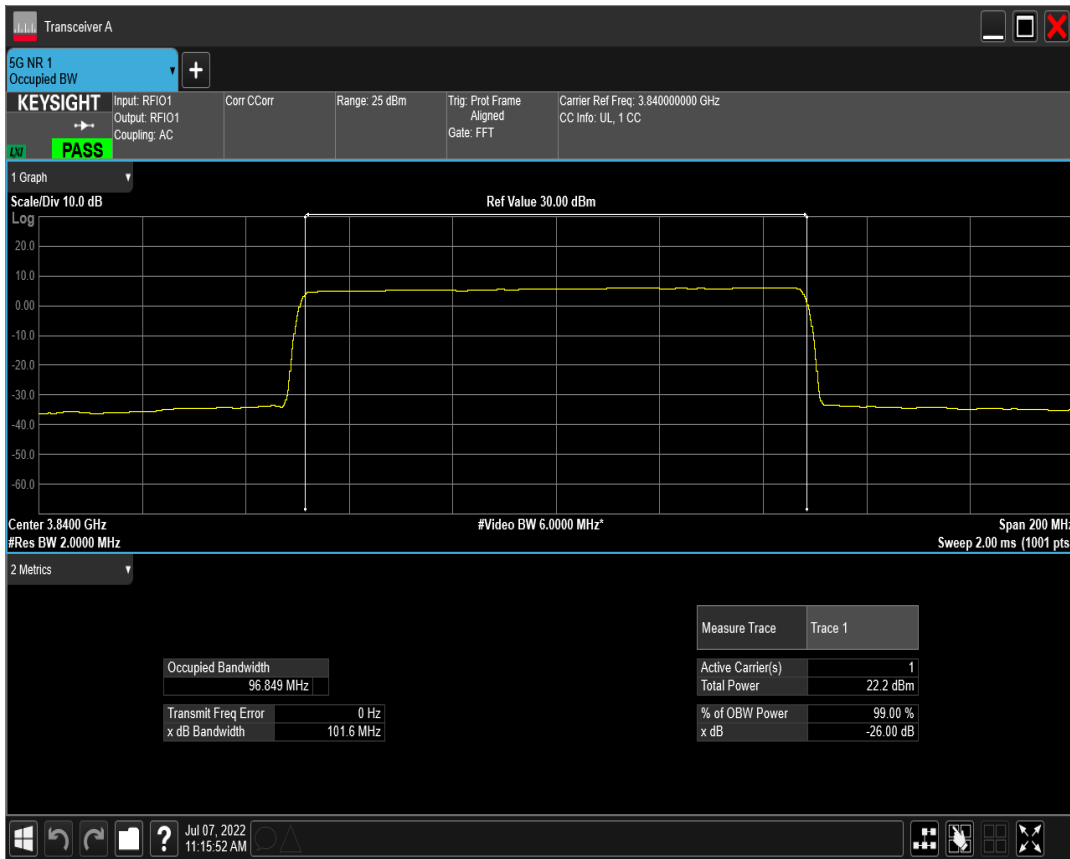 Transceiver A
5G NR 1
Occupied BW
KEYSIGHT
LXI
PASS
Input: RFIO1
Output: RFIO1
Coupling: AC
Corr CCorr
Range: 25 dBm
Trig: Prot Frame
Aligned
Gate: FFT
Carrier Ref Freq: 3.840000000 GHz
CC Info: UL, 1 CC
1 Graph
Scale/Div 10.0 dB
Ref Value 30.00 dBm
Log
20.0
10.0
0.00
-10.0
-20.0
-30.0
-40.0
-50.0
-60.0
Center 3.8400 GHz
#Video BW 6.0000 MHz*
Span 200 MHz
#Res BW 2.0000 MHz
Sweep 2.00 ms (1001 pts
2 Metrics
Measure Trace Trace 1
Occupied Bandwidth
96.849 MHz
Active Carrier(s) 1
Total Power 22.2 dBm
Transmit Freq Error 0 Hz
x dB Bandwidth 101.6 MHz
% of OBW Power 99.00 %
x dB -26.00 dB
?
Jul 07, 2022
11:15:52 AM